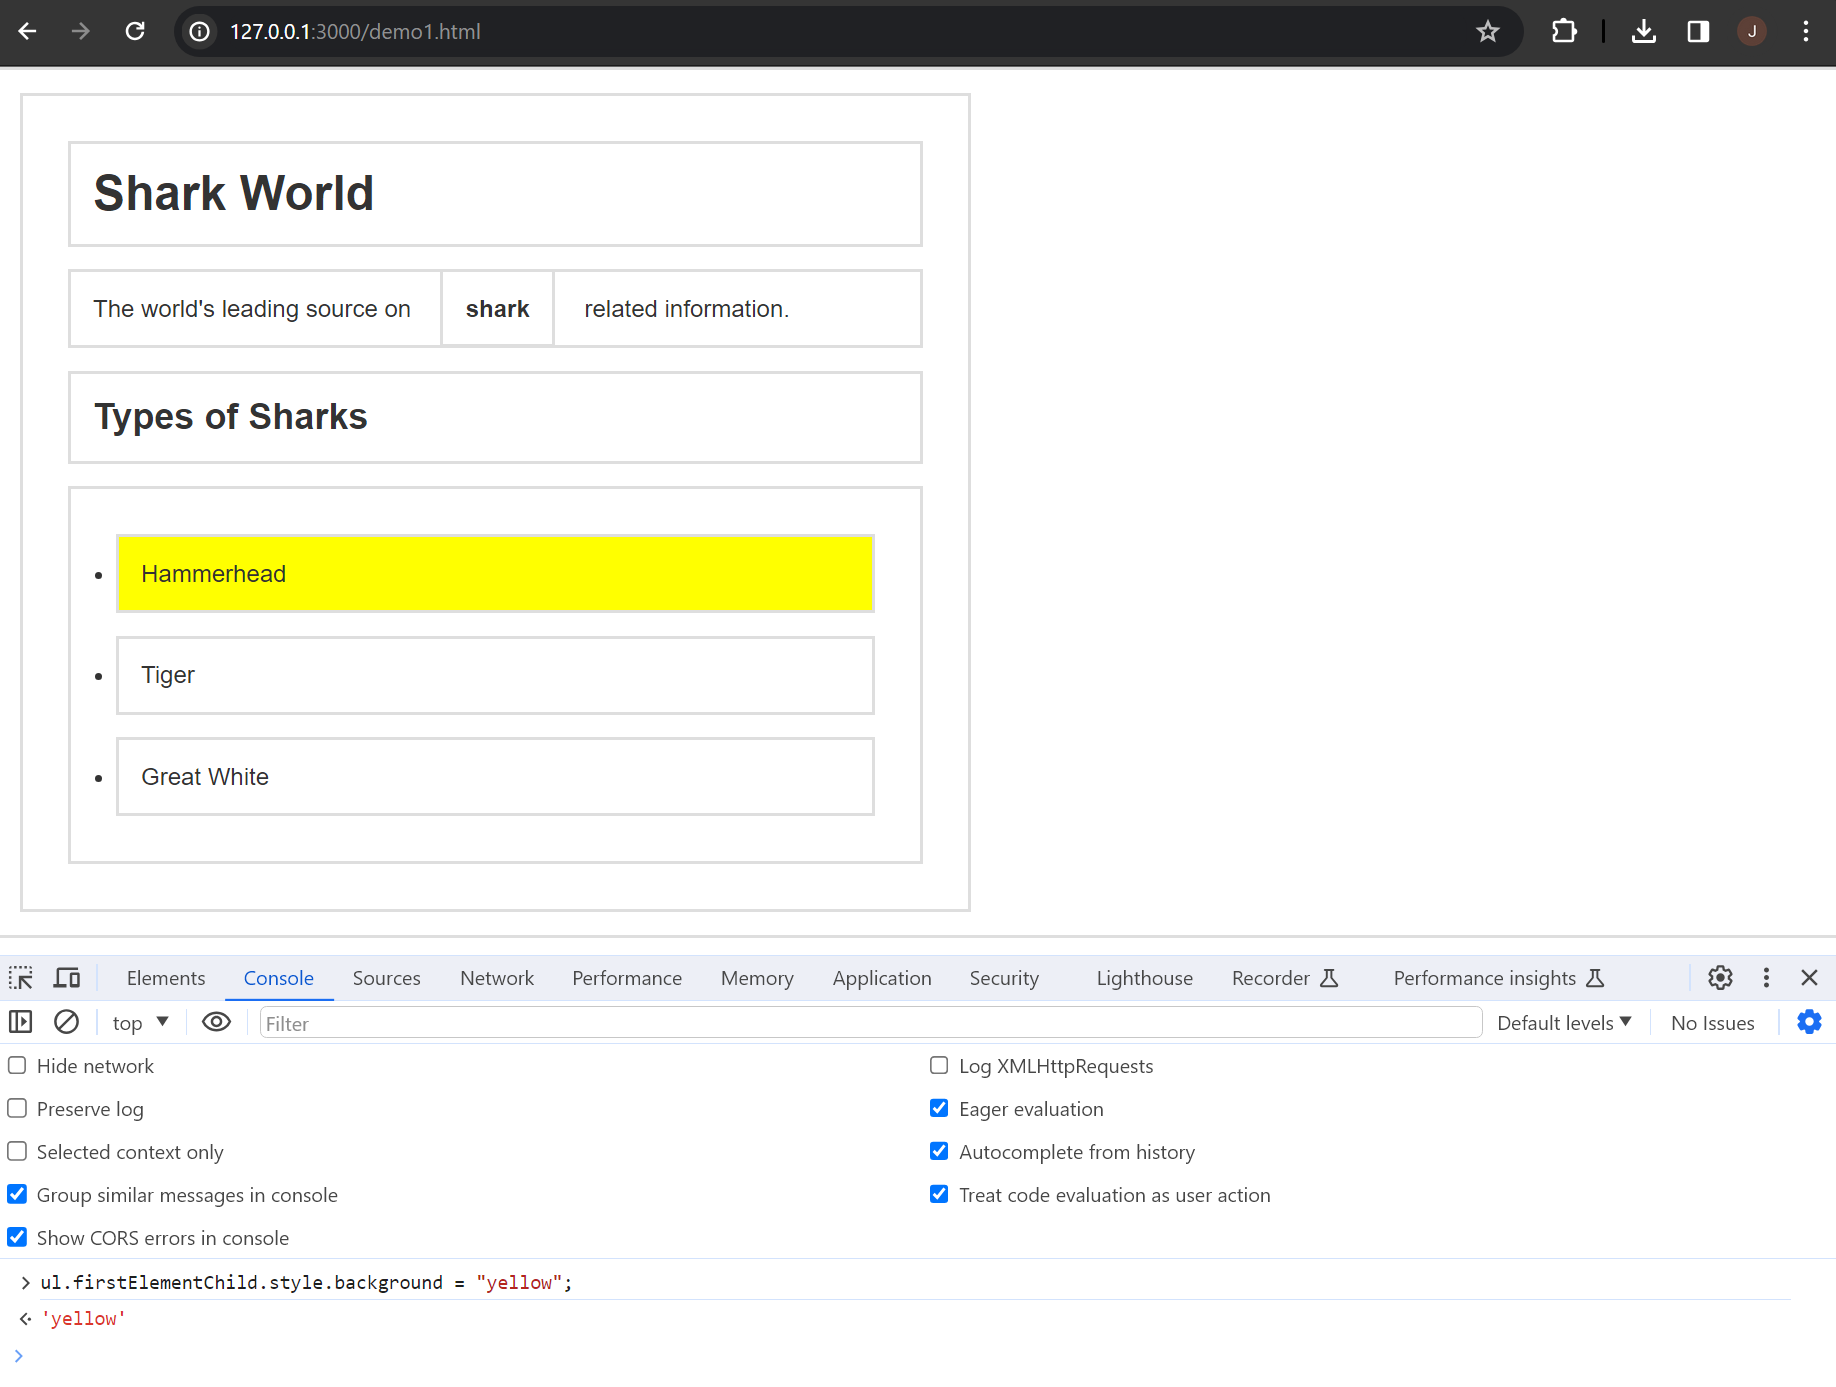 127.0.0.1:3000/demo1.html
J
Shark World
The world's leading source on shark related information.
Types of Sharks
• Hammerhead
• Tiger
• Great White
Elements Console Sources Network Performance Memory Application Security Lighthouse Recorder Performance insights
top Filter Default levels No Issues
Hide network Log XMLHttpRequests
Preserve log Eager evaluation
Selected context only Autocomplete from history
Group similar messages in console Treat code evaluation as user action
Show CORS errors in console
> ul.firstElementChild.style.background = "yellow";
'yellow'
>